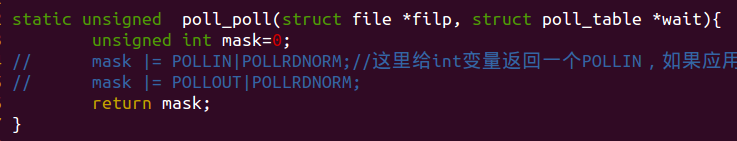 static unsigned  poll_poll(struct file *filp, struct poll_table *wait){
        unsigned int mask=0;
//      mask |= POLLIN|POLLRDNORM;//这里给int变量返回一个POLLIN，如果应用
//      mask |= POLLOUT|POLLRDNORM;
        return mask;
}